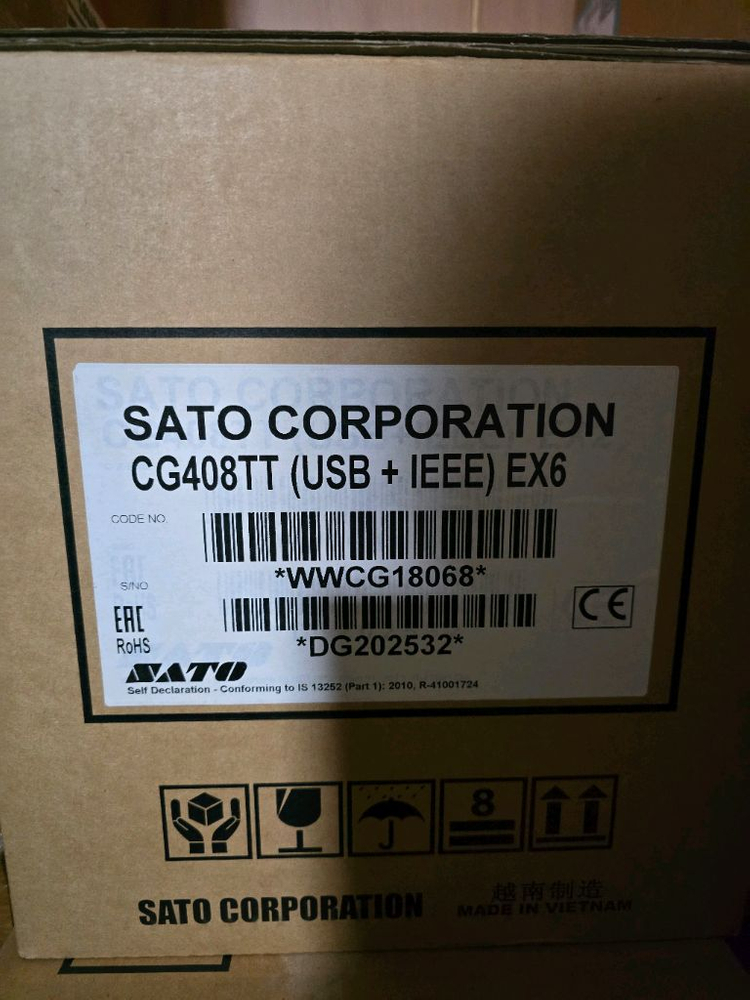 SATO CORPORATION
CG408TT (USB + IEEE) EX6
CODE NO.
*WWCG18068*
S/NO
*DG202532*
EAC
CE
RoHS
SATO
Self Declaration - Conforming to IS 13252 (Part 1): 2010, R-41001724
8
SATO CORPORATION
越南制造
MADE IN VIETNAM